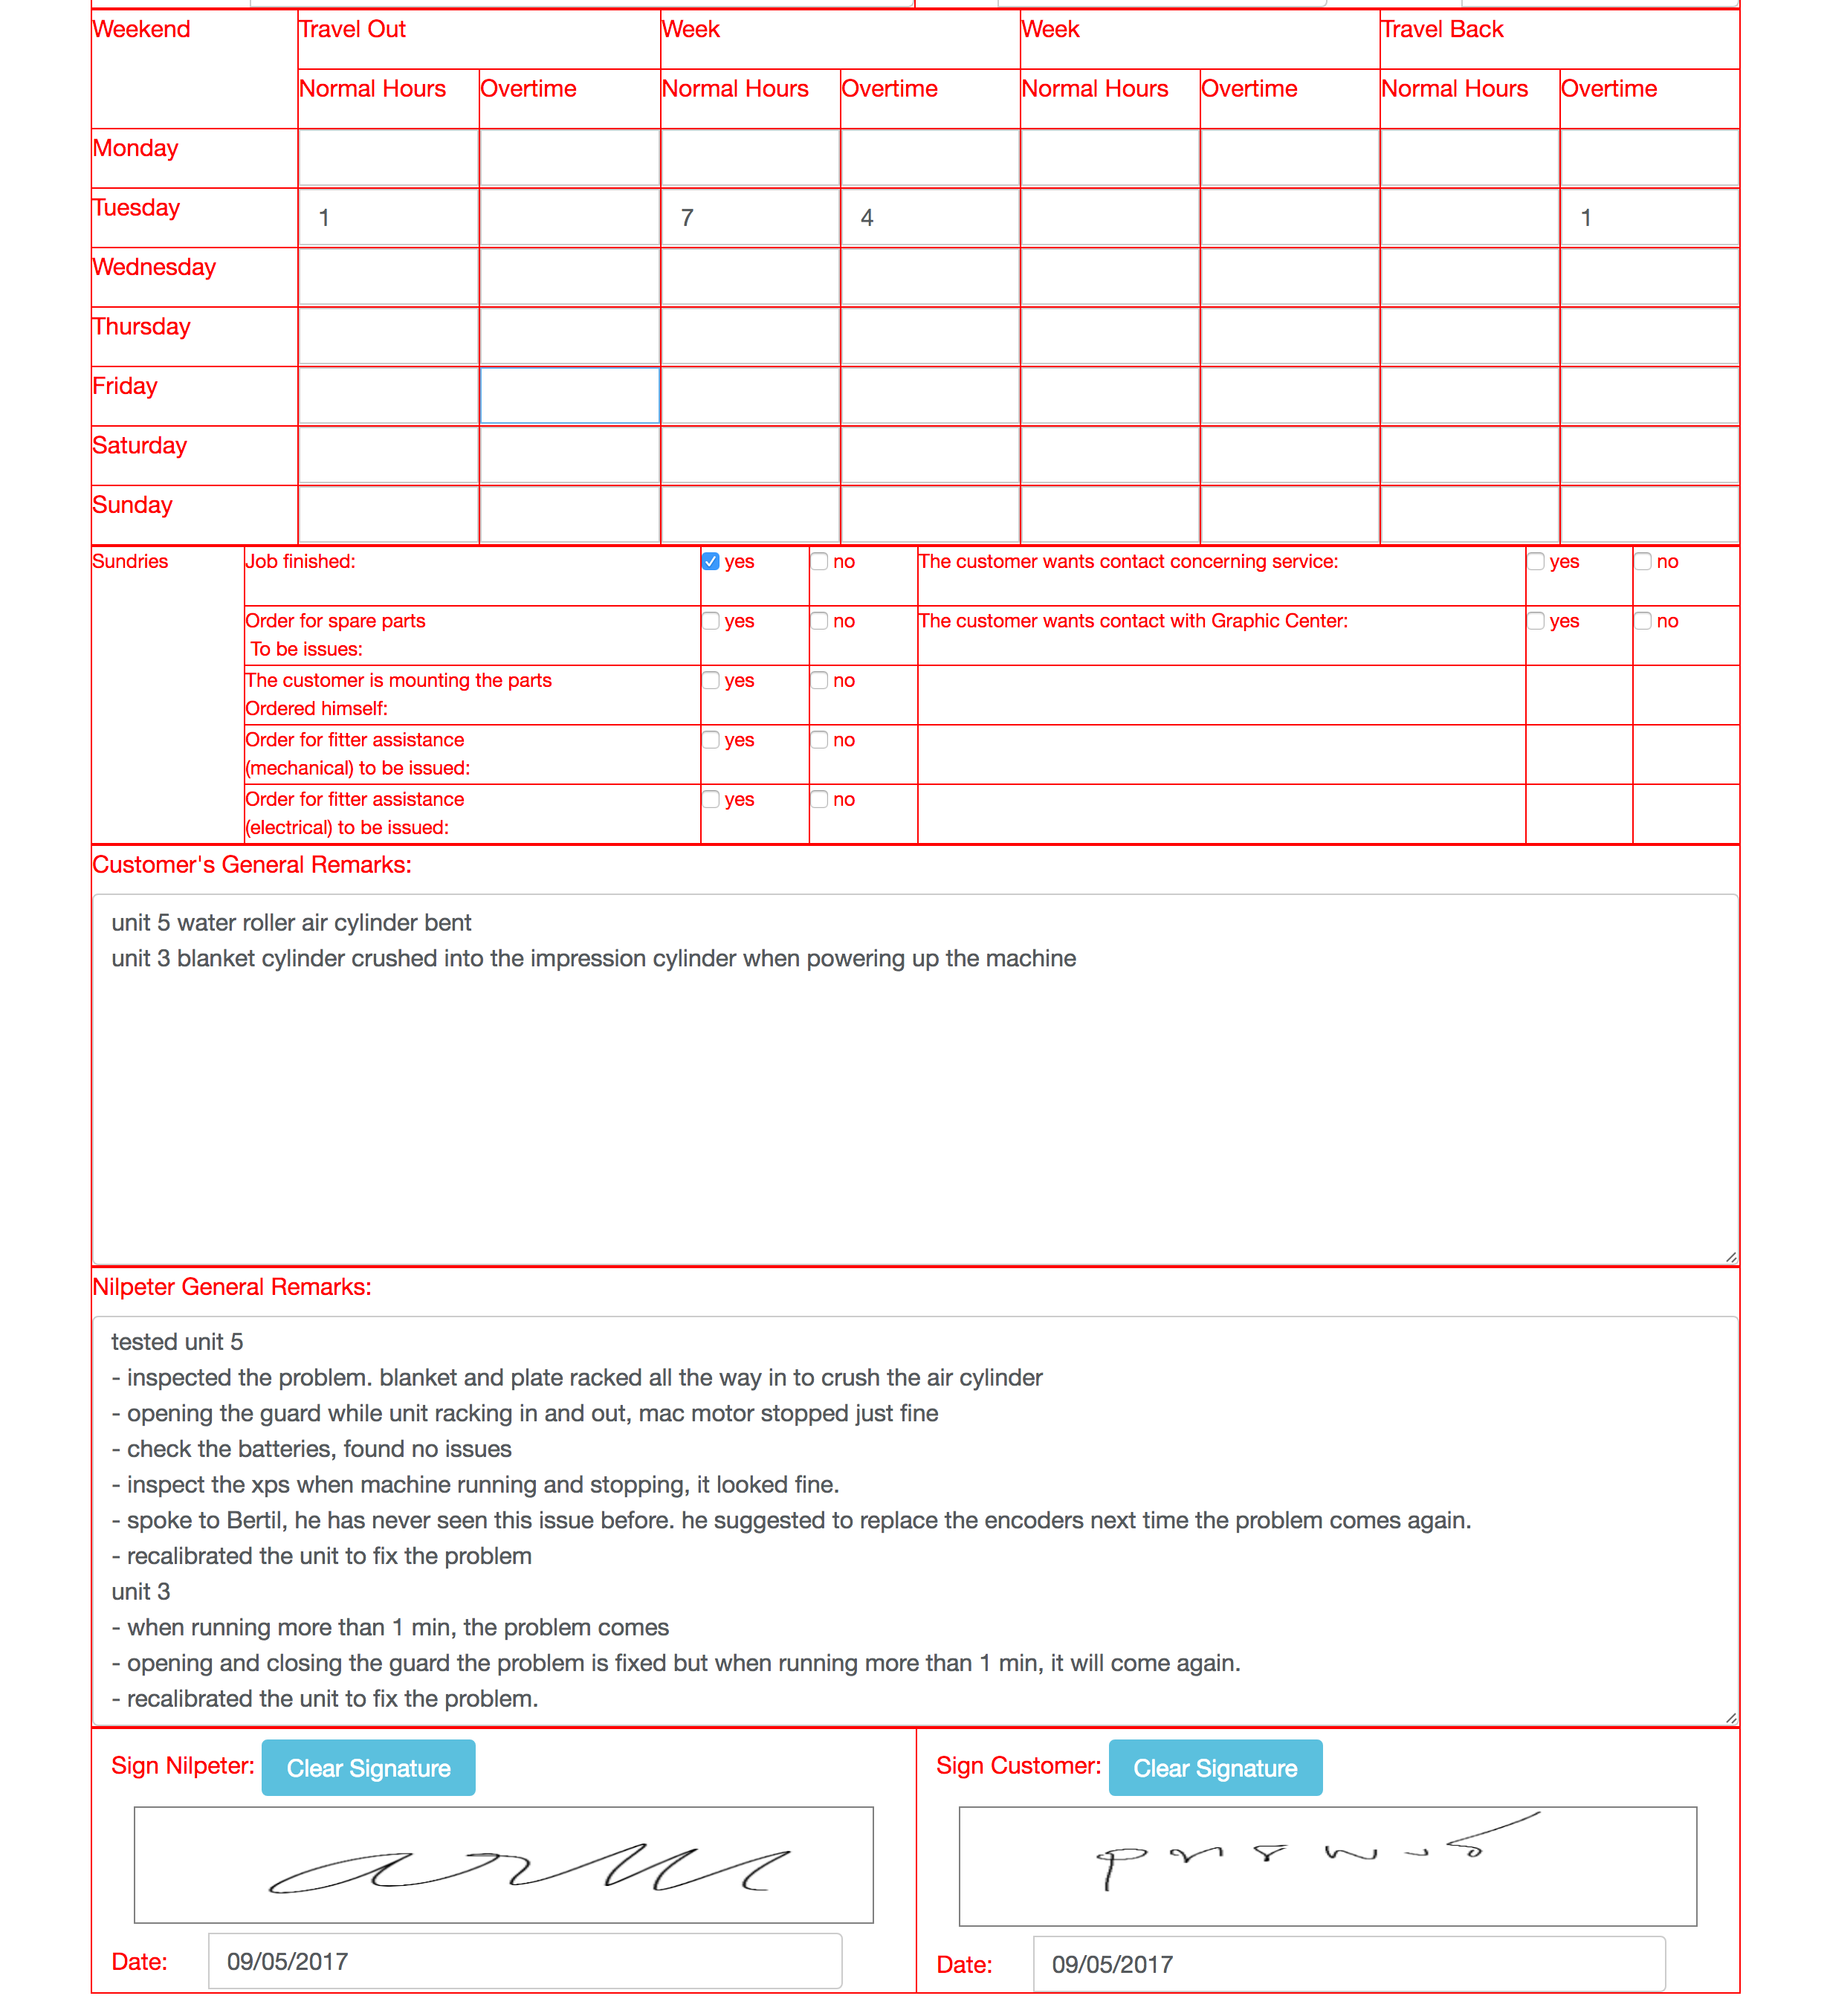 Weekend Travel Out Week Week Travel Back
Normal Hours Overtime Normal Hours Overtime Normal Hours Overtime Normal Hours Overtime
Monday
Tuesday 1 7 4 1
Wednesday
Thursday
Friday
Saturday
Sunday
Sundries Job finished: yes no The customer wants contact concerning service: yes no
Order for spare parts yes no The customer wants contact with Graphic Center: yes no
To be issues:
The customer is mounting the parts yes no
Ordered himself:
Order for fitter assistance yes no
(mechanical) to be issued:
Order for fitter assistance yes no
(electrical) to be issued:
Customer's General Remarks:
unit 5 water roller air cylinder bent
unit 3 blanket cylinder crushed into the impression cylinder when powering up the machine
Nilpeter General Remarks:
tested unit 5
- inspected the problem. blanket and plate racked all the way in to crush the air cylinder
- opening the guard while unit racking in and out, mac motor stopped just fine
- check the batteries, found no issues
- inspect the xps when machine running and stopping, it looked fine.
- spoke to Bertil, he has never seen this issue before. he suggested to replace the encoders next time the problem comes again.
- recalibrated the unit to fix the problem
unit 3
- when running more than 1 min, the problem comes
- opening and closing the guard the problem is fixed but when running more than 1 min, it will come again.
- recalibrated the unit to fix the problem.
Sign Nilpeter: Clear Signature Sign Customer: Clear Signature
Date: 09/05/2017 Date: 09/05/2017